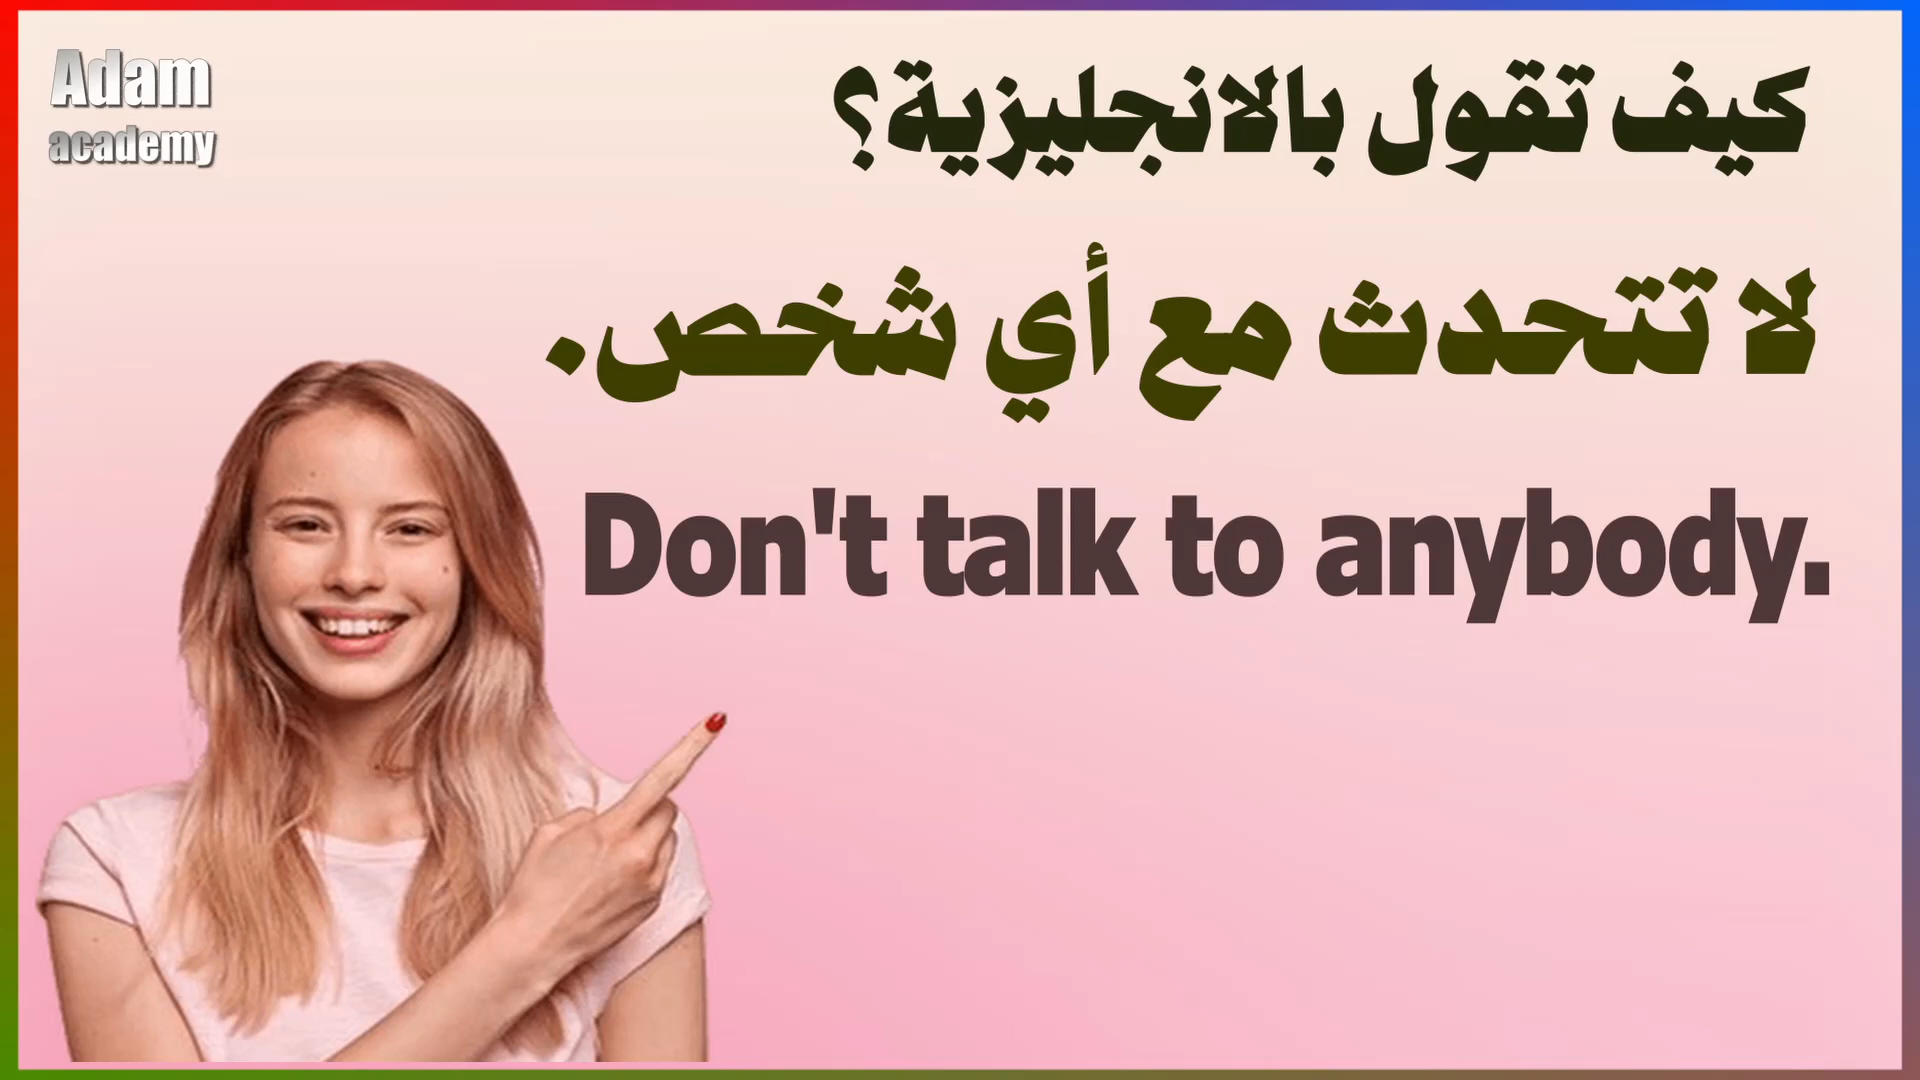 Adam
academy
كيف تقول بالانجليزية؟
لا تتحدث مع أي شخص.
Don't talk to anybody.